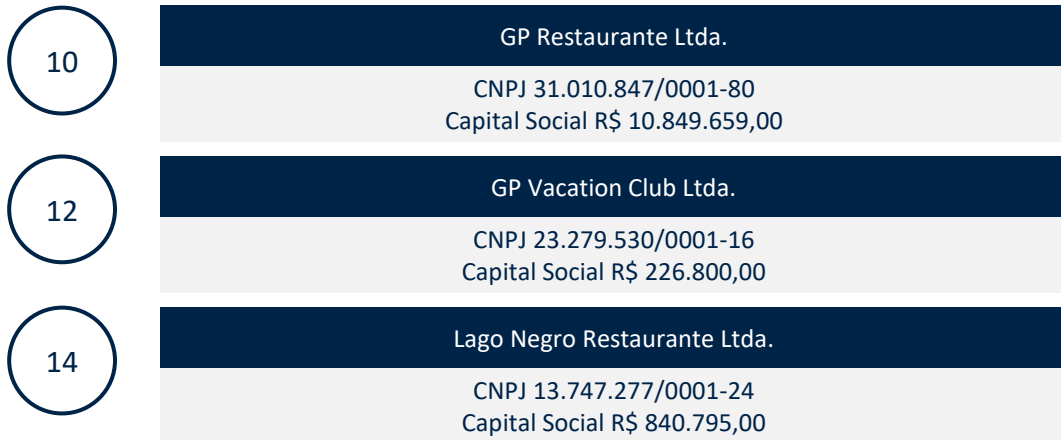 10
GP Restaurante Ltda.
CNPJ 31.010.847/0001-80
Capital Social R$ 10.849.659,00
12
GP Vacation Club Ltda.
CNPJ 23.279.530/0001-16
Capital Social R$ 226.800,00
14
Lago Negro Restaurante Ltda.
CNPJ 13.747.277/0001-24
Capital Social R$ 840.795,00